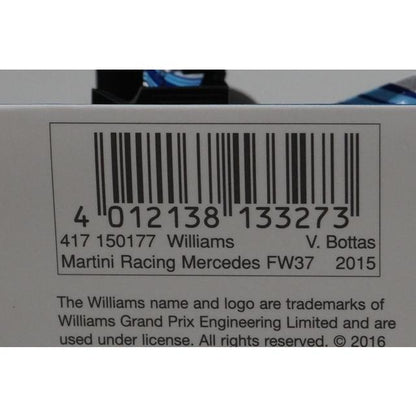 4 012138 133273
417 150177 Williams V. Bottas
Martini Racing Mercedes FW37 2015
The Williams name and logo are trademarks of
Williams Grand Prix Engineering Limited and are
used under license. All rights reserved. © 2016